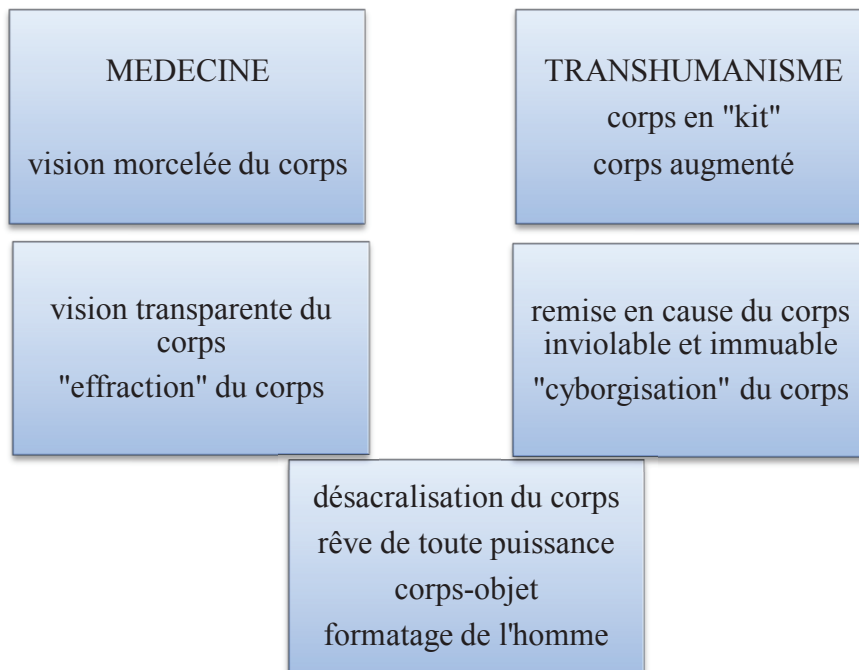 MEDECINE
vision morcelée du corps
TRANSHUMANISME
corps en "kit"
corps augmenté
vision transparente du
corps
"effraction" du corps
remise en cause du corps
inviolable et immuable
"cyborgisation" du corps
désacralisation du corps
rêve de toute puissance
corps-objet
formatage de l'homme